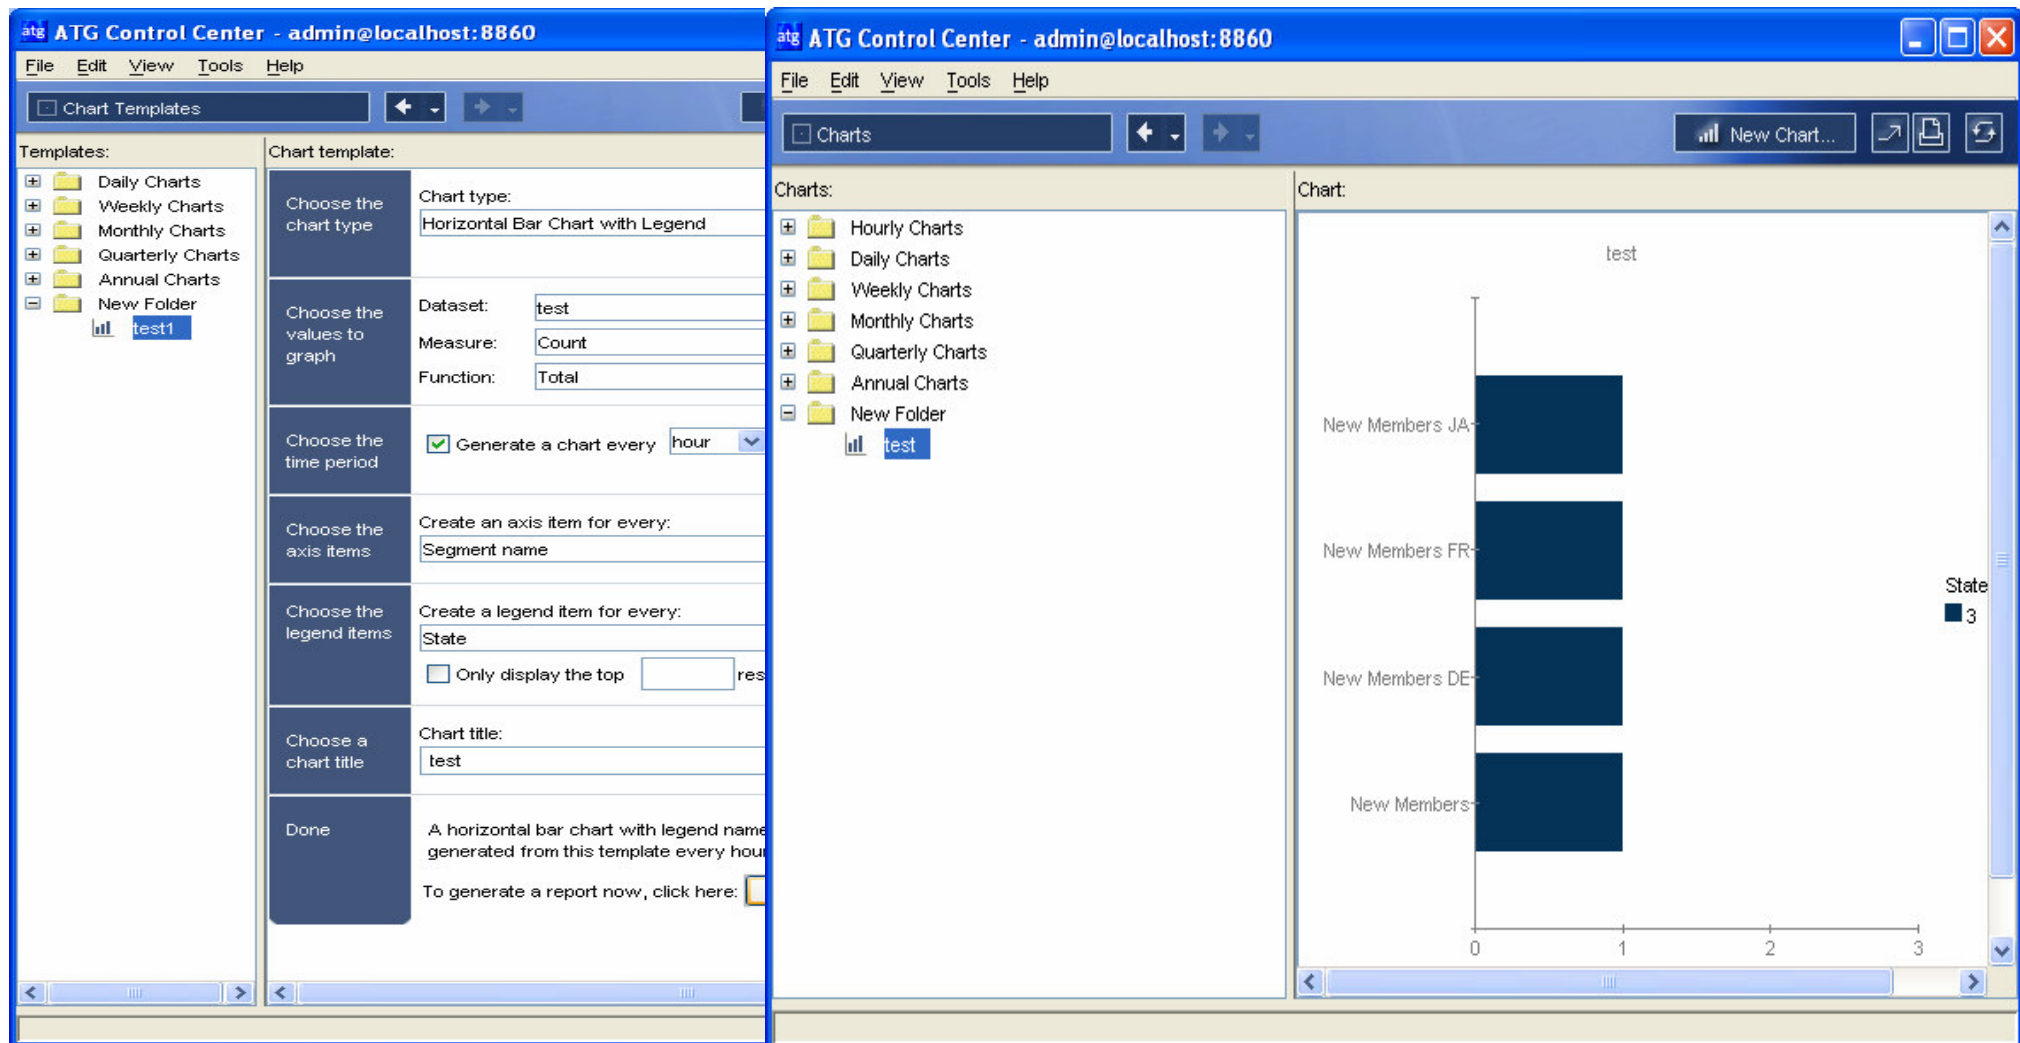 atg ATG Control Center - admin@localhost:8860
File Edit View Tools Help
Chart Templates
Templates:
Daily Charts
Weekly Charts
Monthly Charts
Quarterly Charts
Annual Charts
New Folder
test1
Chart template:
Choose the
chart type
Chart type:
Horizontal Bar Chart with Legend
Choose the
values to
graph
Dataset: test
Measure: Count
Function: Total
Choose the
time period
Generate a chart every hour
Choose the
axis items
Create an axis item for every:
Segment name
Choose the
legend items
Create a legend item for every:
State
Only display the top res
Choose a
chart title
Chart title:
test
Done
A horizontal bar chart with legend name
generated from this template every hou
To generate a report now, click here:
atg ATG Control Center - admin@localhost:8860
File Edit View Tools Help
Charts
New Chart...
Charts:
Hourly Charts
Daily Charts
Weekly Charts
Monthly Charts
Quarterly Charts
Annual Charts
New Folder
test
Chart:
test
New Members JA
New Members FR
New Members DE
New Members
0 1 2 3
State
3